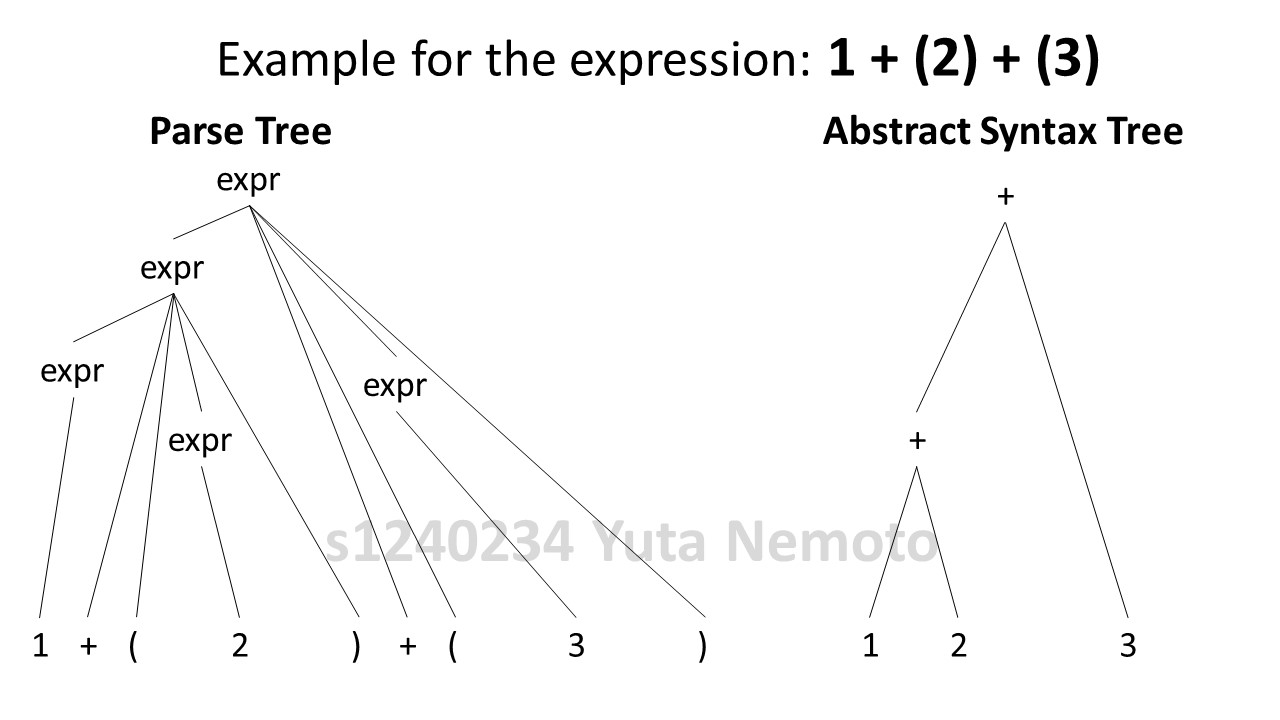 Example for the expression: 1 + (2) + (3)
Parse Tree
Abstract Syntax Tree
expr
+
expr
expr
expr
expr
+
s1240234 Yuta Nemoto
1 + ( 2 ) + ( 3 )
1 2 3